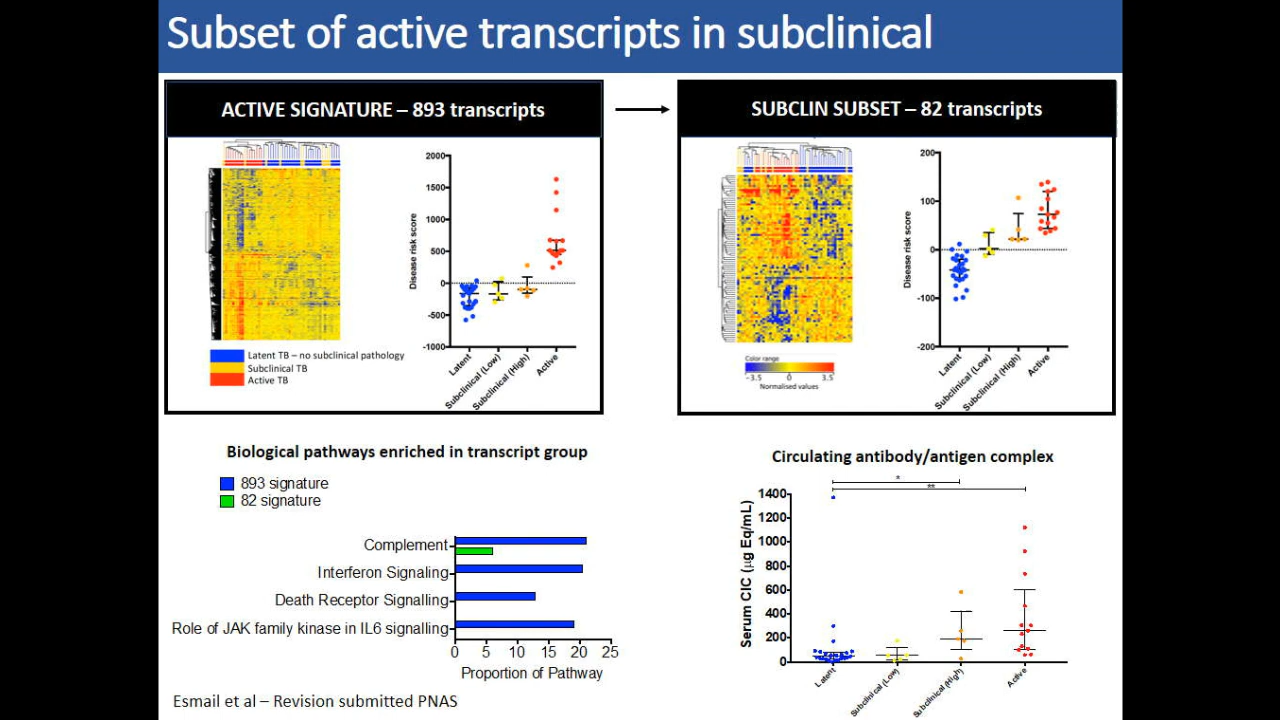 Subset of active transcripts in subclinical
ACTIVE SIGNATURE – 893 transcripts
SUBCLIN SUBSET – 82 transcripts
2000
1500
1000
500
0
-500
-1000
Disease risk score
Latent
Subclinical (Low)
Subclinical (High)
Active
Latent TB – no subclinical pathology
Subclinical TB
Active TB
200
100
0
-100
-200
Disease risk score
Latent
Subclinical (Low)
Subclinical (High)
Active
Color range
−3.5 0 3.5
Normalised values
Biological pathways enriched in transcript group
893 signature
82 signature
Complement
Interferon Signaling
Death Receptor Signalling
Role of JAK family kinase in IL6 signalling
0 5 10 15 20 25
Proportion of Pathway
Circulating antibody/antigen complex
*
**
1400
1200
1000
800
600
400
200
0
Serum CIC (µg Eq/mL)
Latent
Subclinical (Low)
Subclinical (High)
Active
Esmail et al – Revision submitted PNAS